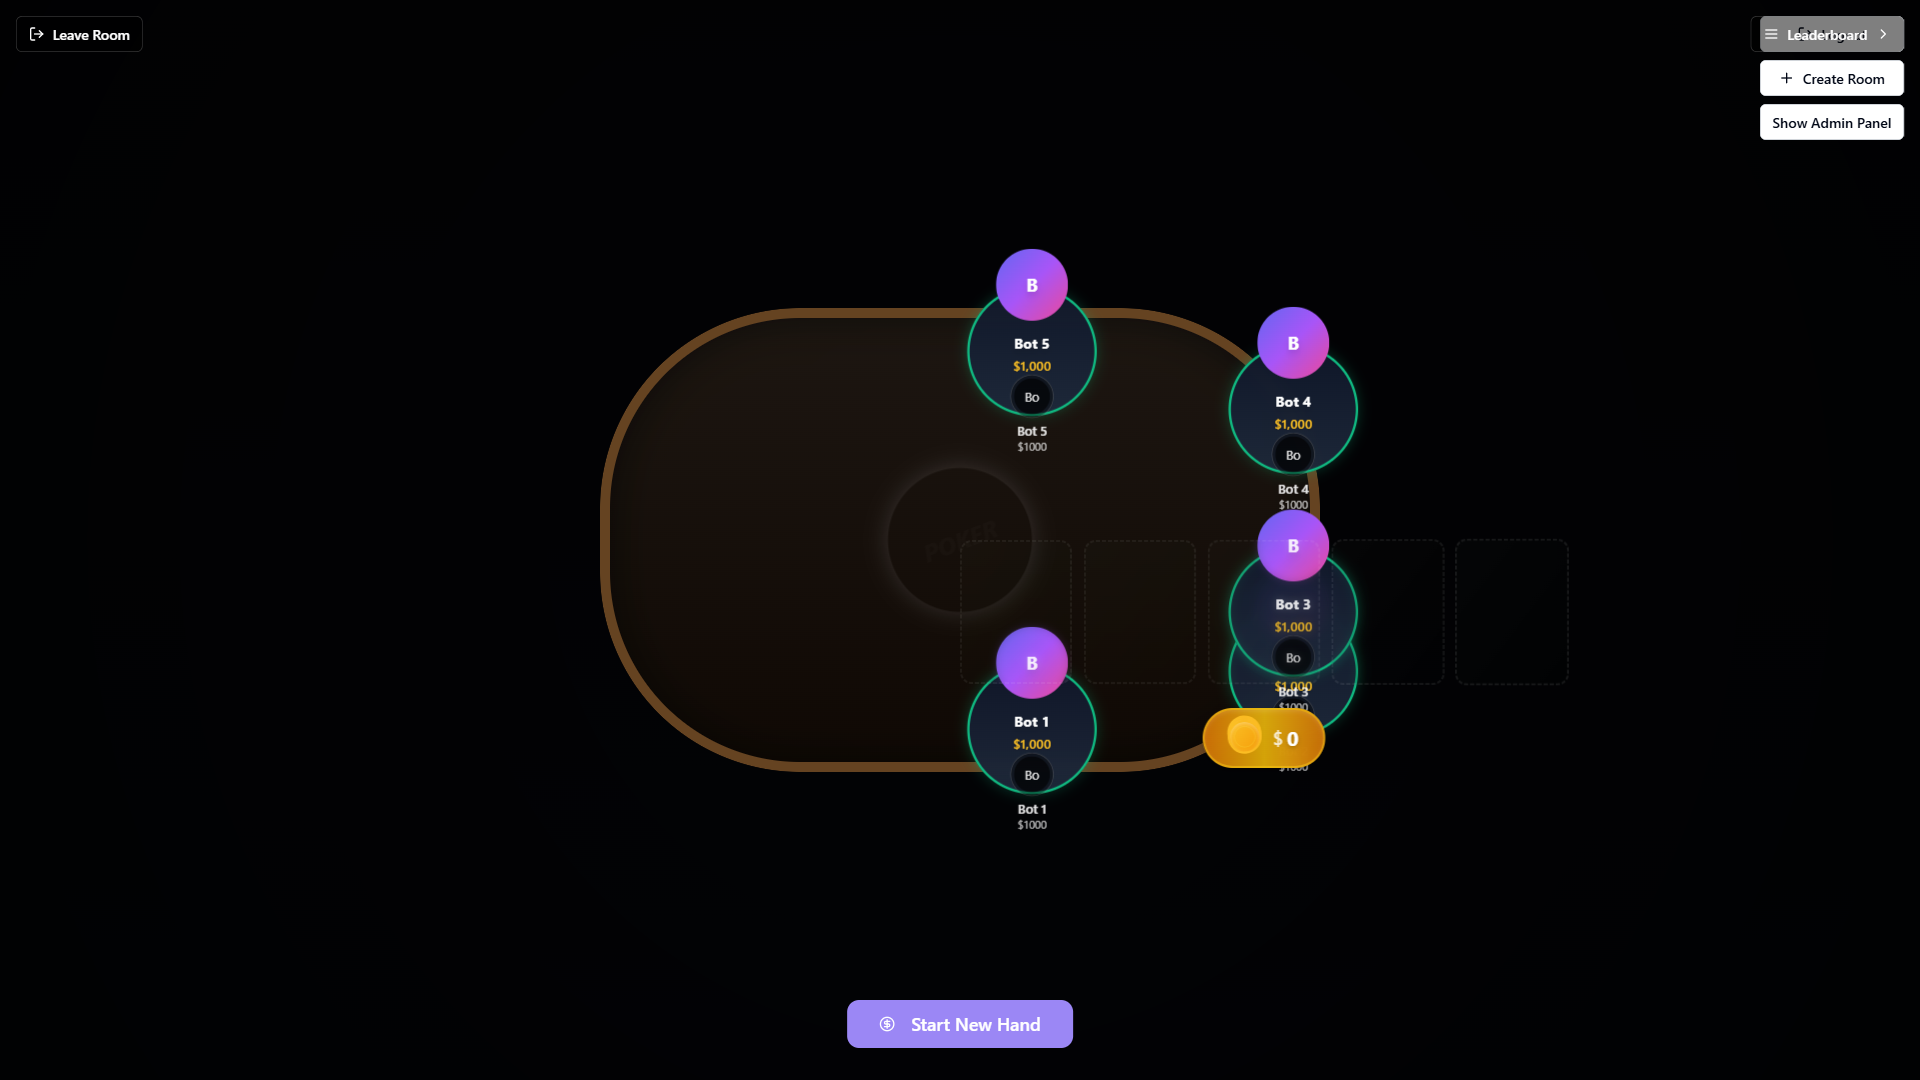 Leave Room
Leaderboard
Create Room
Show Admin Panel
B
Bot 5
$1,000
Bo
Bot 5
$1000
B
Bot 4
$1,000
Bo
Bot 4
$1000
POKER
B
Bot 3
$1,000
Bo
$1,000
Bot 3
$1000
B
Bot 1
$1,000
Bo
Bot 1
$1000
$ 0
$1000
Start New Hand